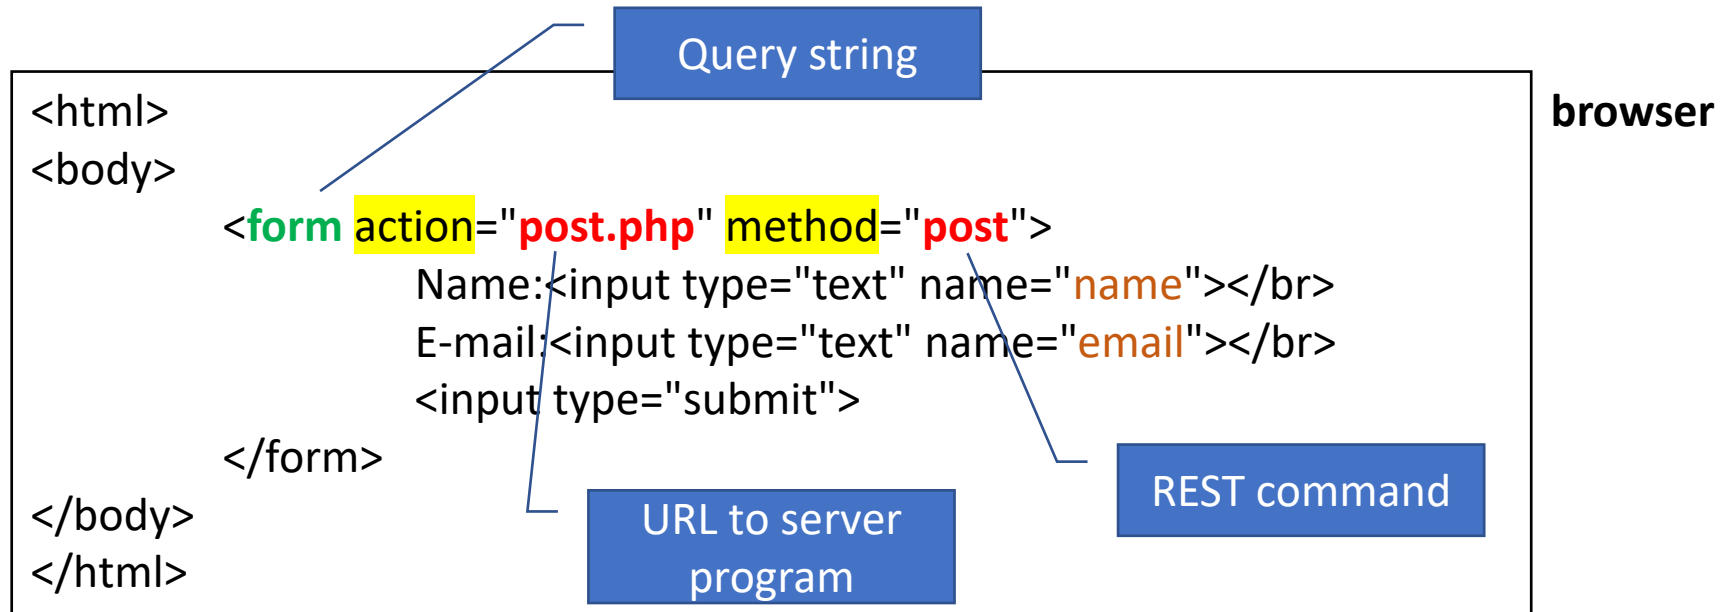 Query string
<html>
browser
<body>
<form action="post.php" method="post">
Name:<input type="text" name="name"></br>
E-mail:<input type="text" name="email"></br>
<input type="submit">
</form>
REST command
</body>
URL to server
program
</html>